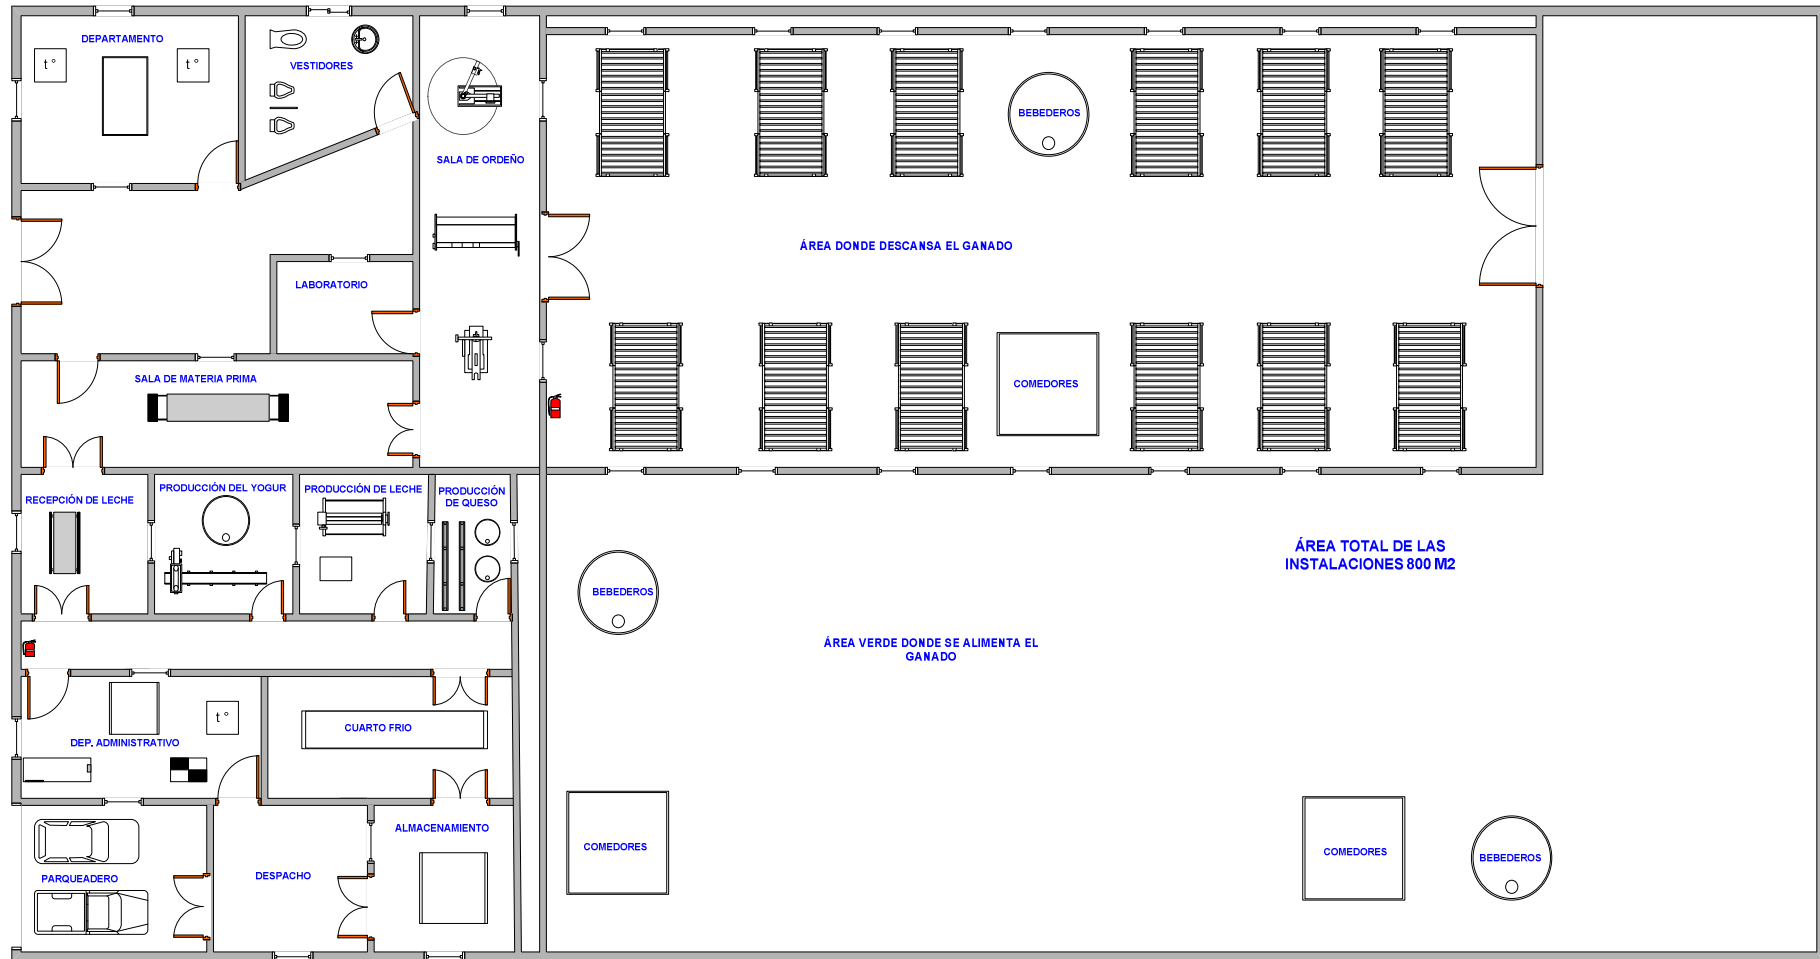 DEPARTAMENTO
t°
t°
VESTIDORES
SALA DE ORDEÑO
BEBEDEROS
ÁREA DONDE DESCANSA EL GANADO
LABORATORIO
SALA DE MATERIA PRIMA
COMEDORES
RECEPCIÓN DE LECHE
PRODUCCIÓN DEL YOGUR
PRODUCCIÓN DE LECHE
PRODUCCIÓN
DE QUESO
ÁREA TOTAL DE LAS
INSTALACIONES 800 M2
BEBEDEROS
ÁREA VERDE DONDE SE ALIMENTA EL
GANADO
t°
DEP. ADMINISTRATIVO
CUARTO FRIO
ALMACENAMIENTO
PARQUEADERO
DESPACHO
COMEDORES
COMEDORES
BEBEDEROS